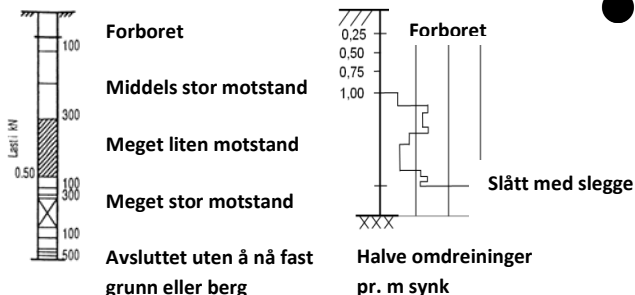 Forboret
100
Middels stor motstand
300
Last i kN
Meget liten motstand
0.50
100
300
Meget stor motstand
100
500
Avsluttet uten å nå fast
grunn eller berg
Forboret
0,25
0,50
0,75
1,00
Slått med slegge
Halve omdreininger
pr. m synk